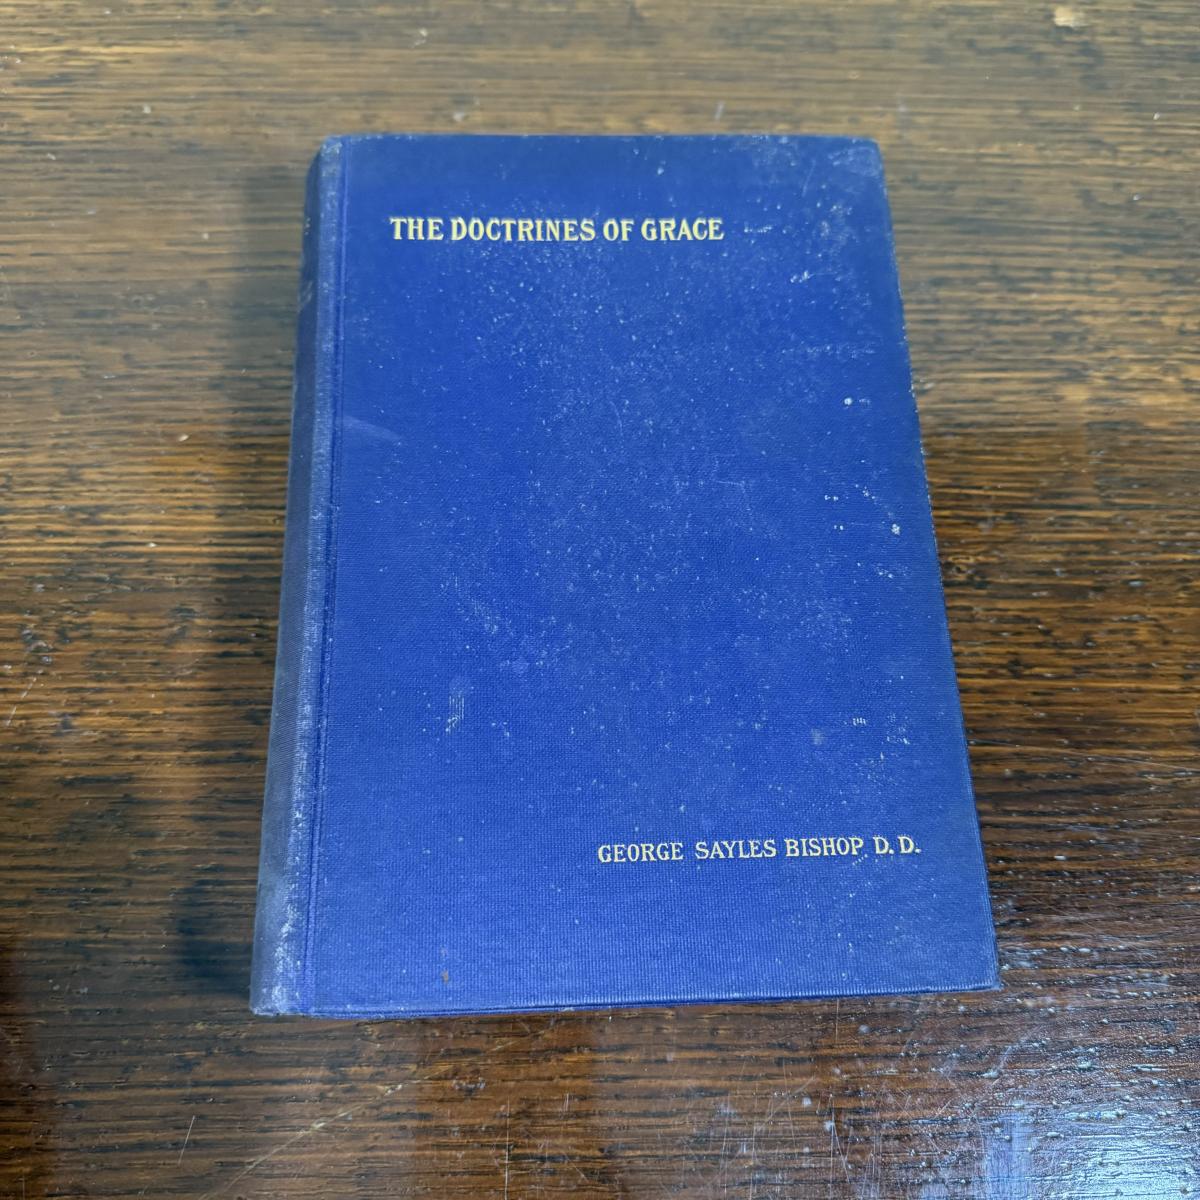 THE DOCTRINES OF GRACE
GEORGE SAYLES BISHOP D. D.